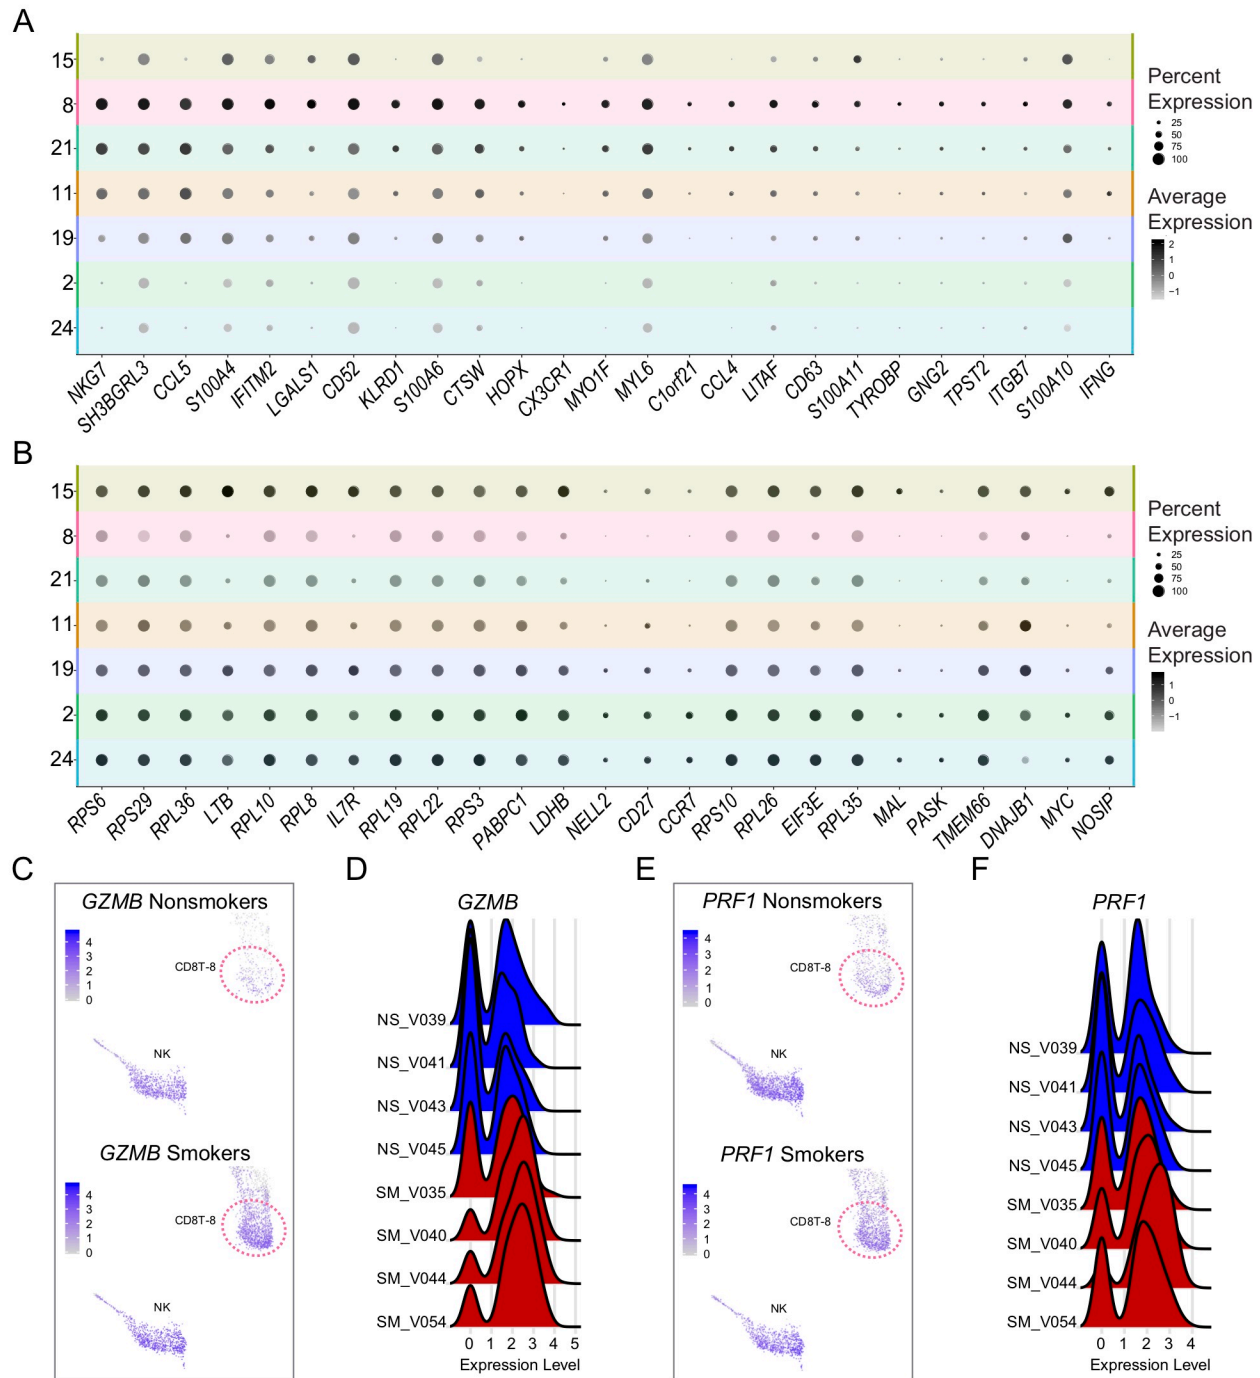 A
15
8
21
11
19
2
24
NKG7 SH3BGRL3 CCL5 S100A4 IFITM2 LGALS1 CD52 KLRD1 S100A6 CTSW HOPX CX3CR1 MYO1F MYL6 C1orf21 CCL4 LITAF CD63 S100A11 TYROBP GNG2 TPST2 ITGB7 S100A10 IFNG
Percent
Expression
25
50
75
100
Average
Expression
2
1
0
−1
B
15
8
21
11
19
2
24
RPS6 RPS29 RPL36 LTB RPL10 RPL8 IL7R RPL19 RPL22 RPS3 PABPC1 LDHB NELL2 CD27 CCR7 RPS10 RPL26 EIF3E RPL35 MAL PASK TMEM66 DNAJB1 MYC NOSIP
Percent
Expression
25
50
75
100
Average
Expression
1
0
−1
C
GZMB Nonsmokers
4
3
2
1
0
CD8T-8
NK
GZMB Smokers
4
3
2
1
0
CD8T-8
NK
D
GZMB
NS_V039
NS_V041
NS_V043
NS_V045
SM_V035
SM_V040
SM_V044
SM_V054
0 1 2 3 4 5
Expression Level
E
PRF1 Nonsmokers
4
3
2
1
0
CD8T-8
NK
PRF1 Smokers
4
3
2
1
0
CD8T-8
NK
F
PRF1
NS_V039
NS_V041
NS_V043
NS_V045
SM_V035
SM_V040
SM_V044
SM_V054
0 1 2 3 4
Expression Level